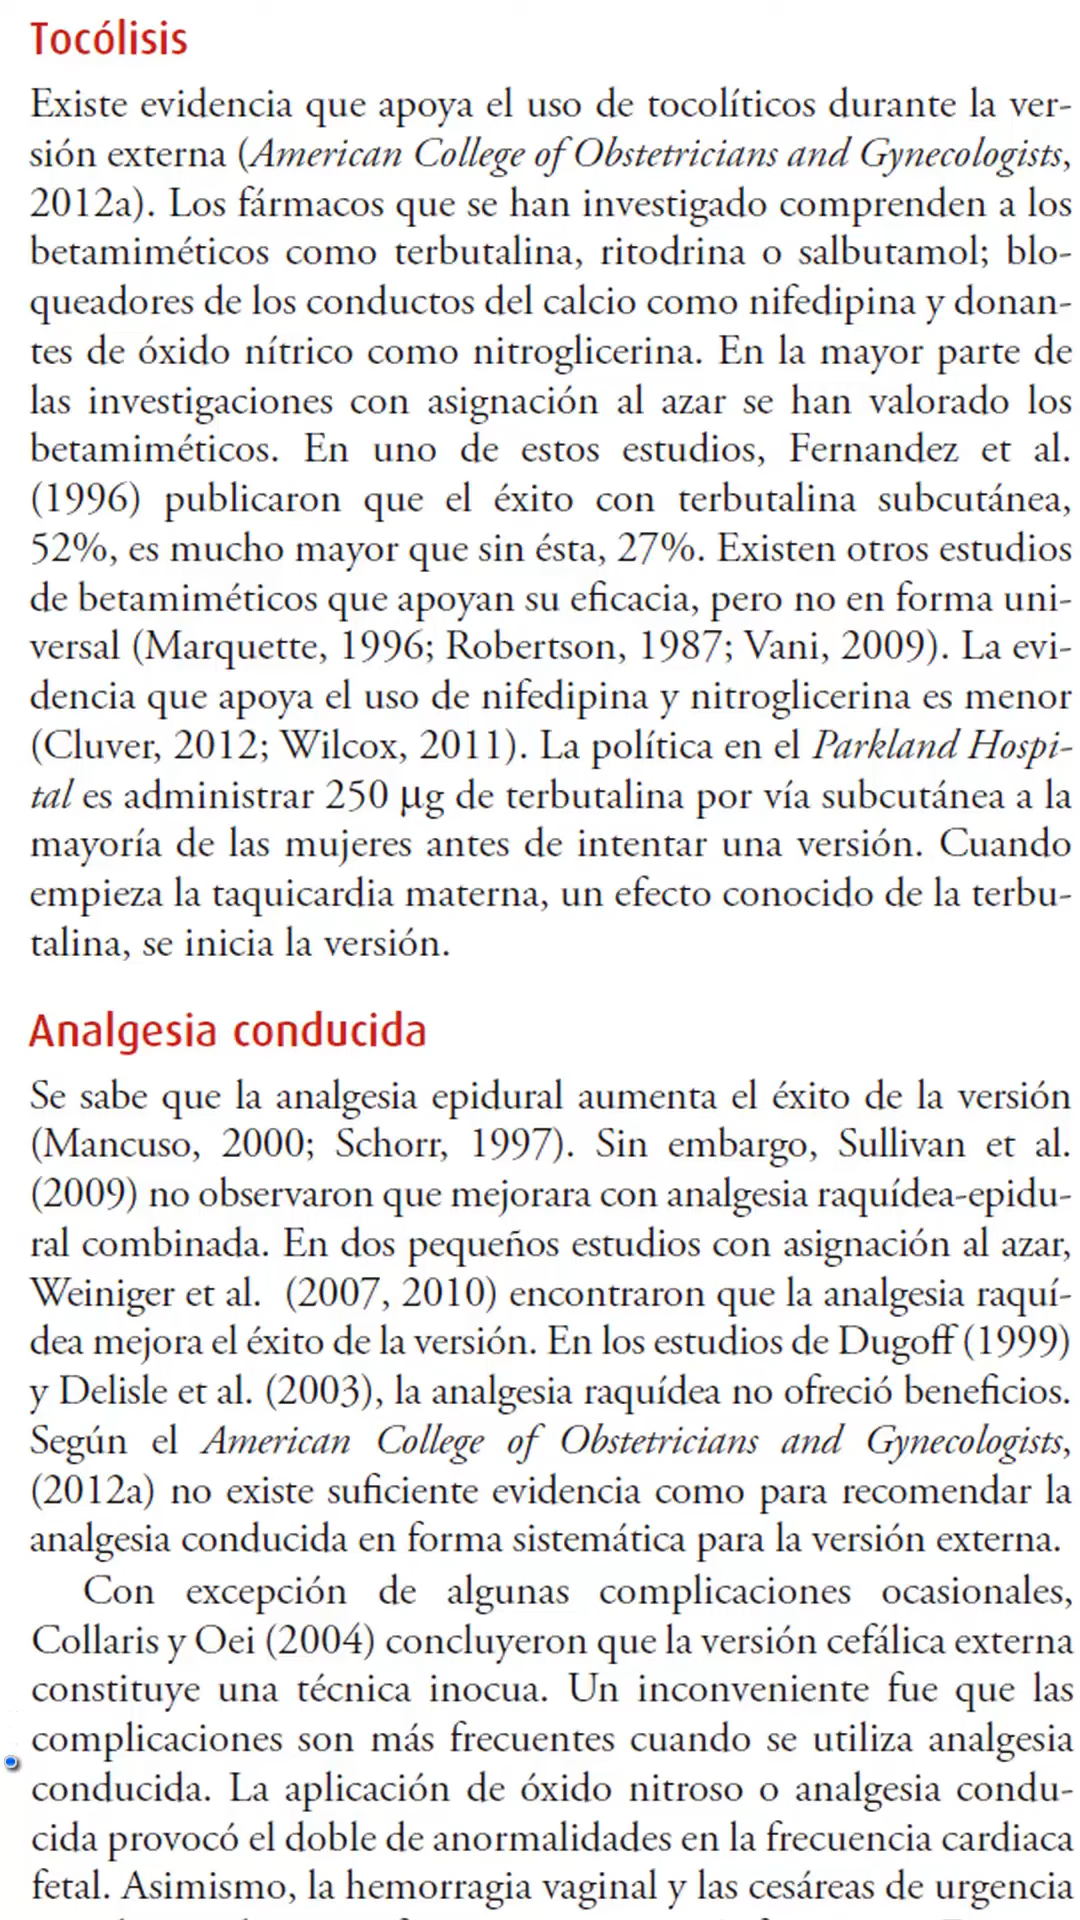 Tocólisis
Existe evidencia que apoya el uso de tocolíticos durante la ver-
sión externa (American College of Obstetricians and Gynecologists,
2012a). Los fármacos que se han investigado comprenden a los
betamiméticos como terbutalina, ritodrina o salbutamol; blo-
queadores de los conductos del calcio como nifedipina y donan-
tes de óxido nítrico como nitroglicerina. En la mayor parte de
las investigaciones con asignación al azar se han valorado los
betamiméticos. En uno de estos estudios, Fernandez et al.
(1996) publicaron que el éxito con terbutalina subcutánea,
52%, es mucho mayor que sin ésta, 27%. Existen otros estudios
de betamiméticos que apoyan su eficacia, pero no en forma uni-
versal (Marquette, 1996; Robertson, 1987; Vani, 2009). La evi-
dencia que apoya el uso de nifedipina y nitroglicerina es menor
(Cluver, 2012; Wilcox, 2011). La política en el Parkland Hospi-
tal es administrar 250 μg de terbutalina por vía subcutánea a la
mayoría de las mujeres antes de intentar una versión. Cuando
empieza la taquicardia materna, un efecto conocido de la terbu-
talina, se inicia la versión.
Analgesia conducida
Se sabe que la analgesia epidural aumenta el éxito de la versión
(Mancuso, 2000; Schorr, 1997). Sin embargo, Sullivan et al.
(2009) no observaron que mejorara con analgesia raquídea-epidu-
ral combinada. En dos pequeños estudios con asignación al azar,
Weiniger et al. (2007, 2010) encontraron que la analgesia raquí-
dea mejora el éxito de la versión. En los estudios de Dugoff (1999)
y Delisle et al. (2003), la analgesia raquídea no ofreció beneficios.
Según el American College of Obstetricians and Gynecologists,
(2012a) no existe suficiente evidencia como para recomendar la
analgesia conducida en forma sistemática para la versión externa.
Con excepción de algunas complicaciones ocasionales,
Collaris y Oei (2004) concluyeron que la versión cefálica externa
constituye una técnica inocua. Un inconveniente fue que las
complicaciones son más frecuentes cuando se utiliza analgesia
conducida. La aplicación de óxido nitroso o analgesia condu-
cida provocó el doble de anormalidades en la frecuencia cardiaca
fetal. Asimismo, la hemorragia vaginal y las cesáreas de urgencia